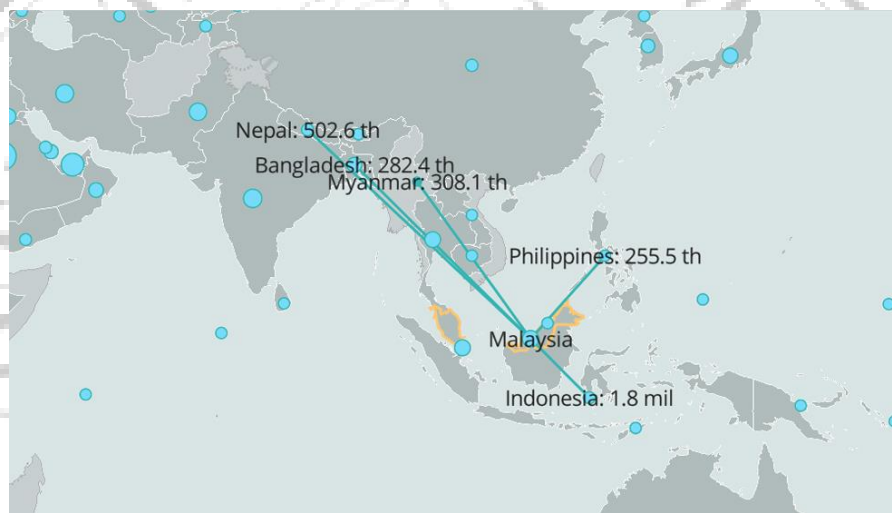 Nepal: 502.6 th
Bangladesh: 282.4 th
Myanmar: 308.1 th
Philippines: 255.5 th
Malaysia
Indonesia: 1.8 mil